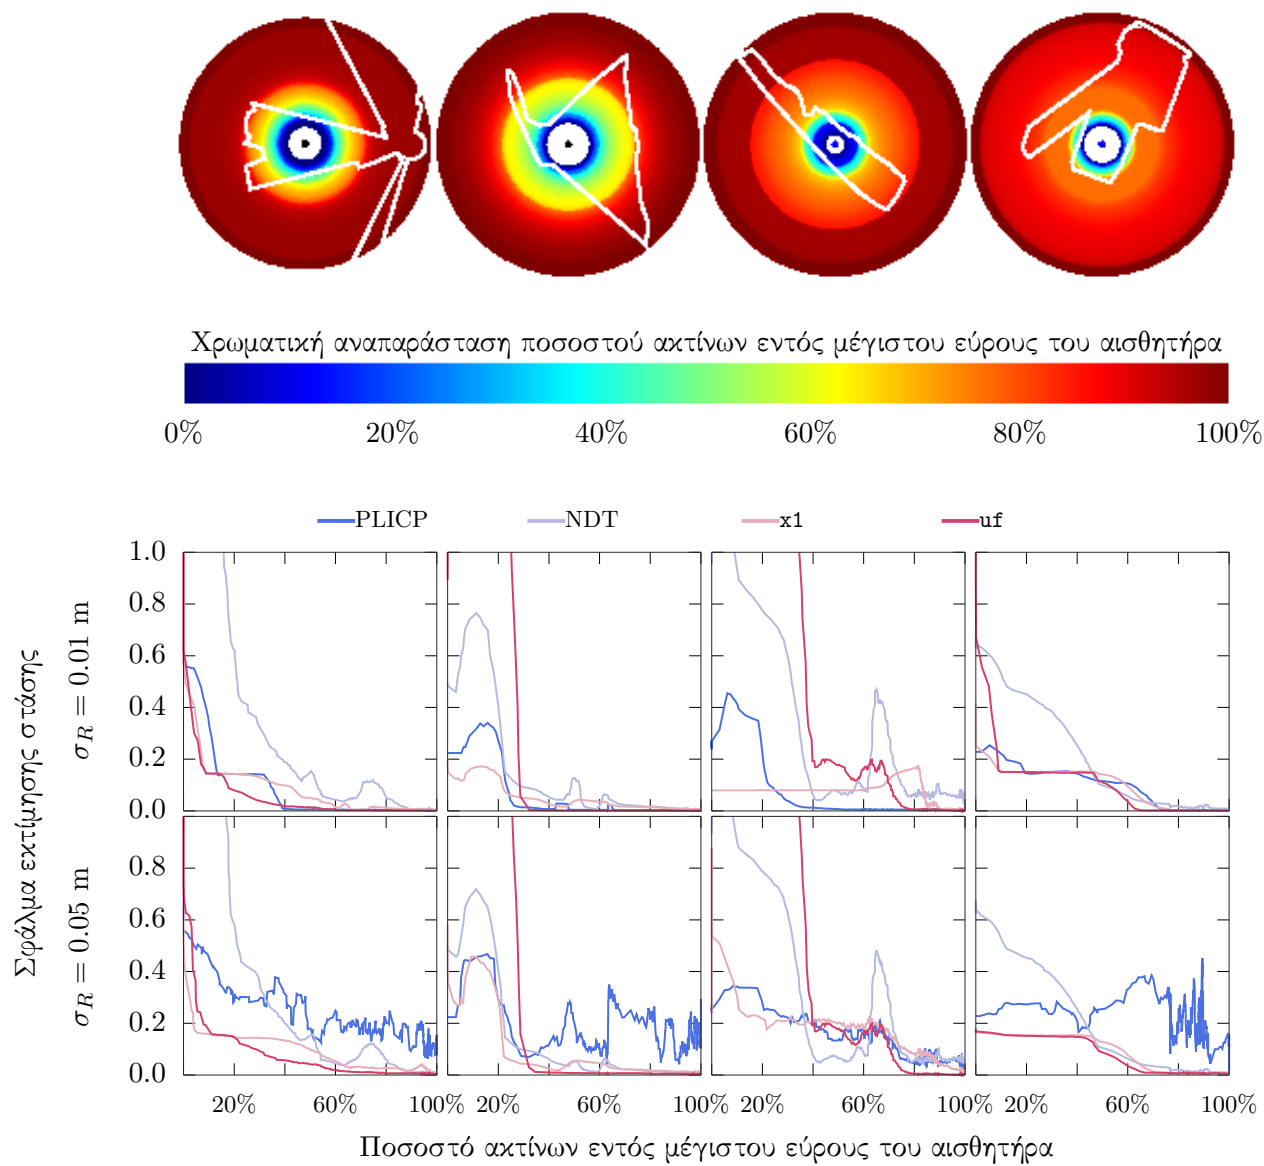 Χρωματική αναπαράσταση ποσοστού ακτίνων εντός μέγιστου εύρους του αισθητήρα
0% 20% 40% 60% 80% 100%
PLICP NDT x1 uf
Σφάλμα εκτίμησης στάσης
σ_R = 0.01 m
1.0
0.8
0.6
0.4
0.2
0.0
σ_R = 0.05 m
0.8
0.6
0.4
0.2
0.0
20% 60% 100% 20% 60% 100% 20% 60% 100% 20% 60% 100%
Ποσοστό ακτίνων εντός μέγιστου εύρους του αισθητήρα